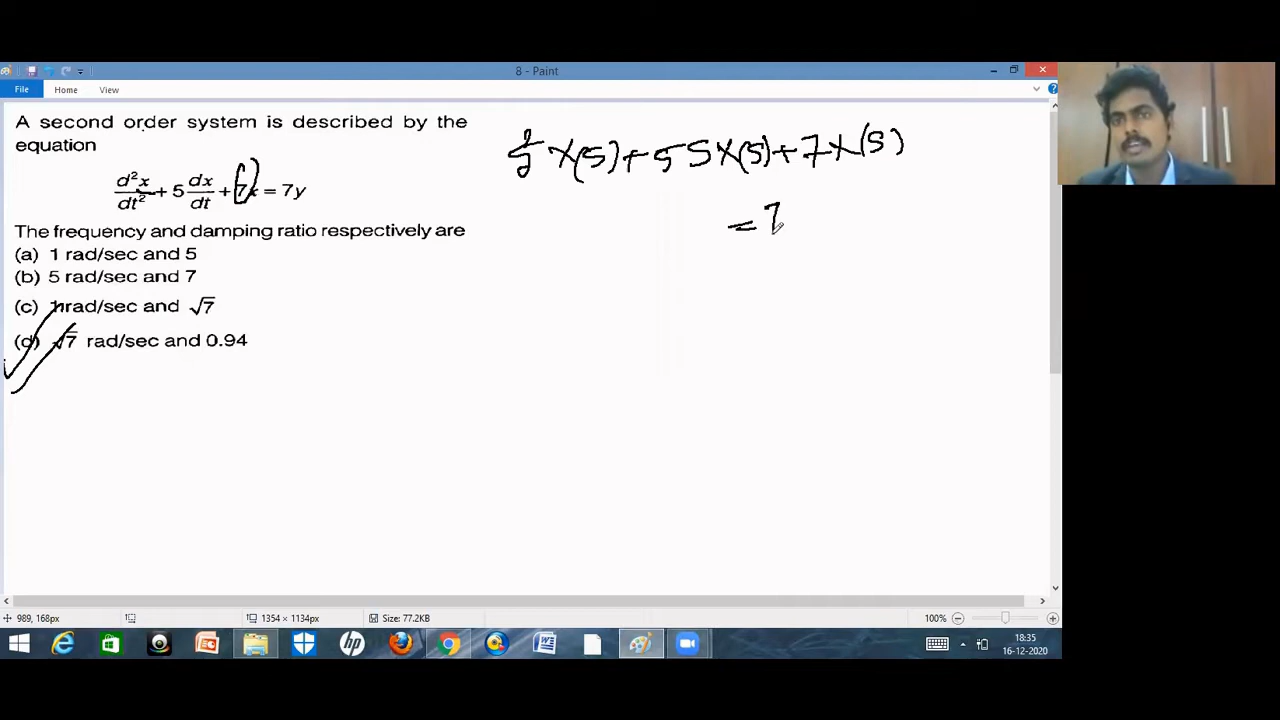 8 - Paint
File Home View
A second order system is described by the
equation
d²x/dt² + 5 dx/dt + 7x = 7y
The frequency and damping ratio respectively are
(a) 1 rad/sec and 5
(b) 5 rad/sec and 7
(c) 1 rad/sec and √7
(d) √7 rad/sec and 0.94
s² X(s) + 5 s X(s) + 7 X(s)
= 7
989, 168px
1354 × 1134px
Size: 77.2KB
100%
18:35
16-12-2020